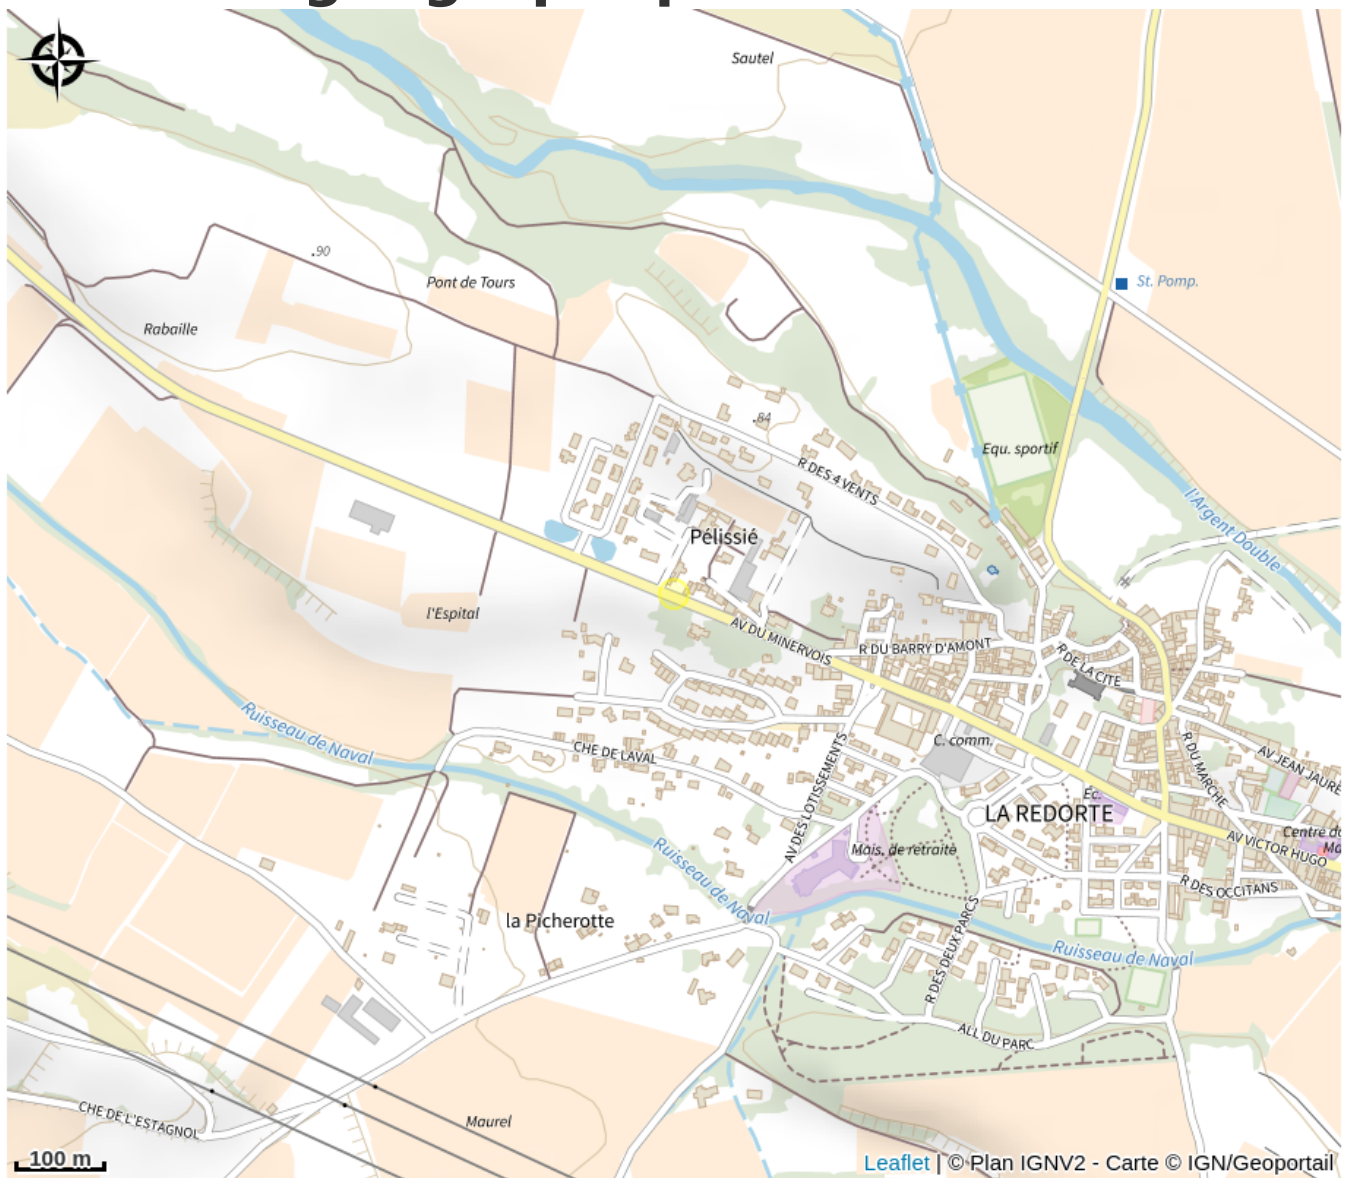 Sautel
St. Pomp.
.90
Pont de Tours
Rabaille
.84
Equ. sportif
R DES 4 VENTS
l'Argent Double
Pélissié
l'Espital
AV DU MINERVOIS
R DU BARRY D'AMONT
R DE LA CITE
Ruisseau de Naval
CHE DE LAVAL
C. comm.
R DU MARCHE
AV JEAN JAURÈ
AV DES LOTISSEMENTS
Éc.
LA REDORTE
Centre d
Ma
AV VICTOR HUGO
Mais. de retraite
Ruisseau de Naval
R DES OCCITANS
la Picherotte
R DES DEUX PARCS
Ruisseau de Naval
ALL DU PARC
CHE DE L'ESTAGNOL
Maurel
100 m
Leaflet | © Plan IGNV2 - Carte © IGN/Geoportail